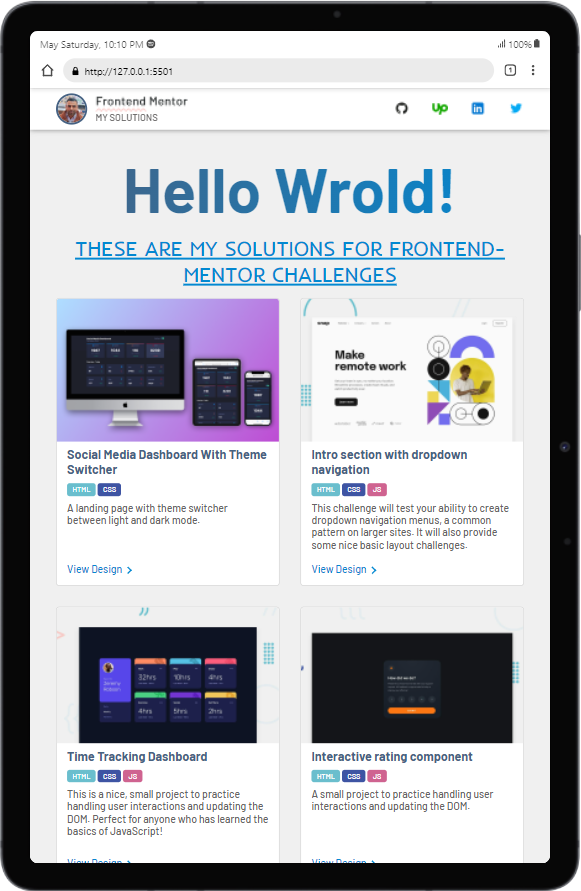 May Saturday, 10:10 PM
100%
http://127.0.0.1:5501
1
Frontend Mentor
MY SOLUTIONS
Up
in
Hello Wrold!
THESE ARE MY SOLUTIONS FOR FRONTEND-
MENTOR CHALLENGES
Make
remote work
Social Media Dashboard With Theme
Switcher
HTML CSS
A landing page with theme switcher
between light and dark mode.
View Design
Intro section with dropdown
navigation
HTML CSS JS
This challenge will test your ability to create
dropdown navigation menus, a common
pattern on larger sites. It will also provide
some nice basic layout challenges.
View Design
Jeremy
Robson
32hrs
10hrs
4hrs
4hrs
5hrs
2hrs
How did we do?
Time Tracking Dashboard
HTML CSS JS
This is a nice, small project to practice
handling user interactions and updating the
DOM. Perfect for anyone who has learned the
basics of JavaScript!
View Design
Interactive rating component
HTML CSS JS
A small project to practice handling user
interactions and updating the DOM.
View Design